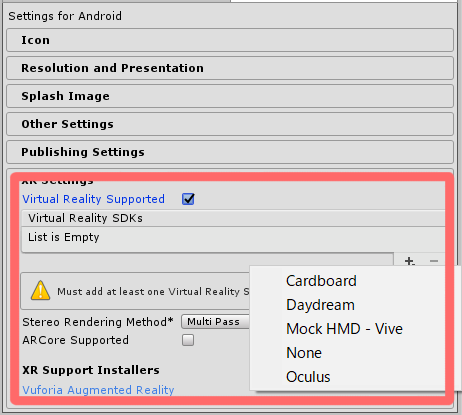 Settings for Android
Icon
Resolution and Presentation
Splash Image
Other Settings
Publishing Settings
XR Settings
Virtual Reality Supported
Virtual Reality SDKs
List is Empty
Must add at least one Virtual Reality S
Stereo Rendering Method* Multi Pass
ARCore Supported
XR Support Installers
Vuforia Augmented Reality
Cardboard
Daydream
Mock HMD - Vive
None
Oculus